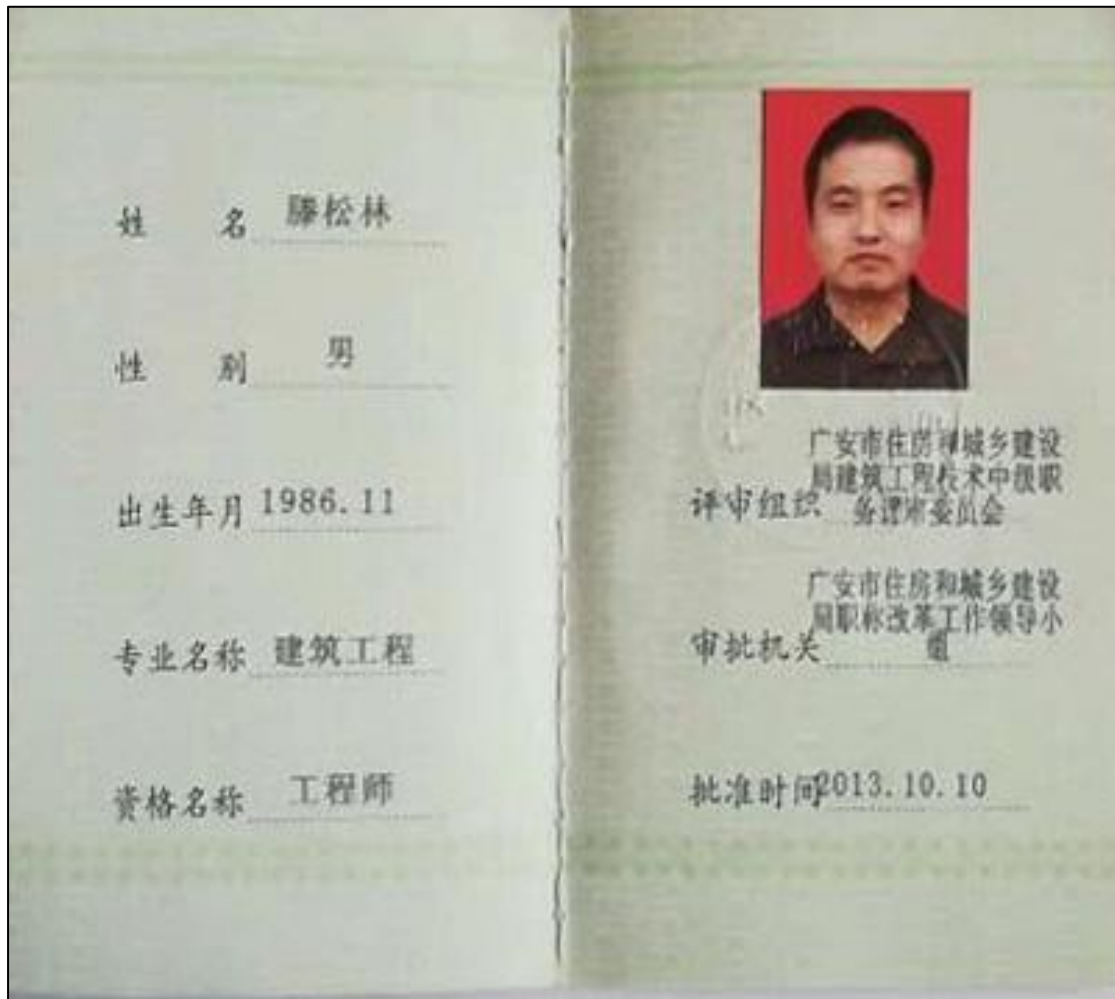 姓 名 滕松林
性 别 男
出生年月 1986.11
专业名称 建筑工程
资格名称 工程师
广安市住房和城乡建设
局建筑工程技术中级职
评审组织 务评审委员会
广安市住房和城乡建设
局职称改革工作领导小
审批机关 组
批准时间2013.10.10